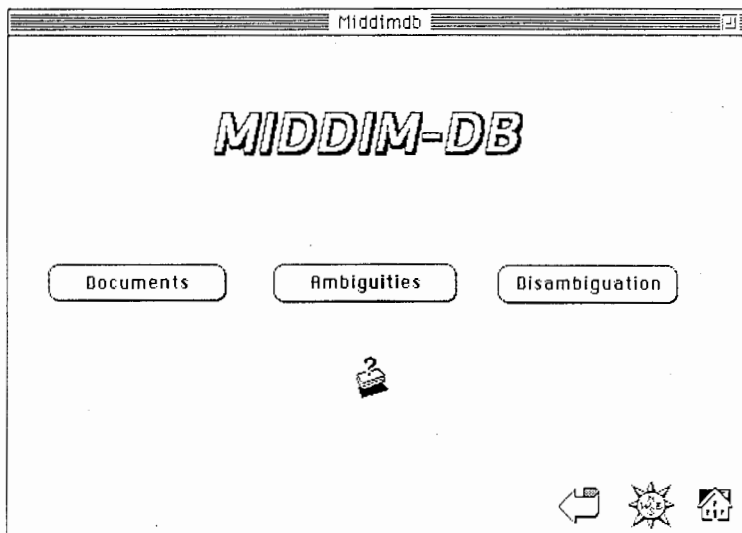 Middimdb
MIDDIM-DB
Documents Ambiguities Disambiguation
?
N
W E
S